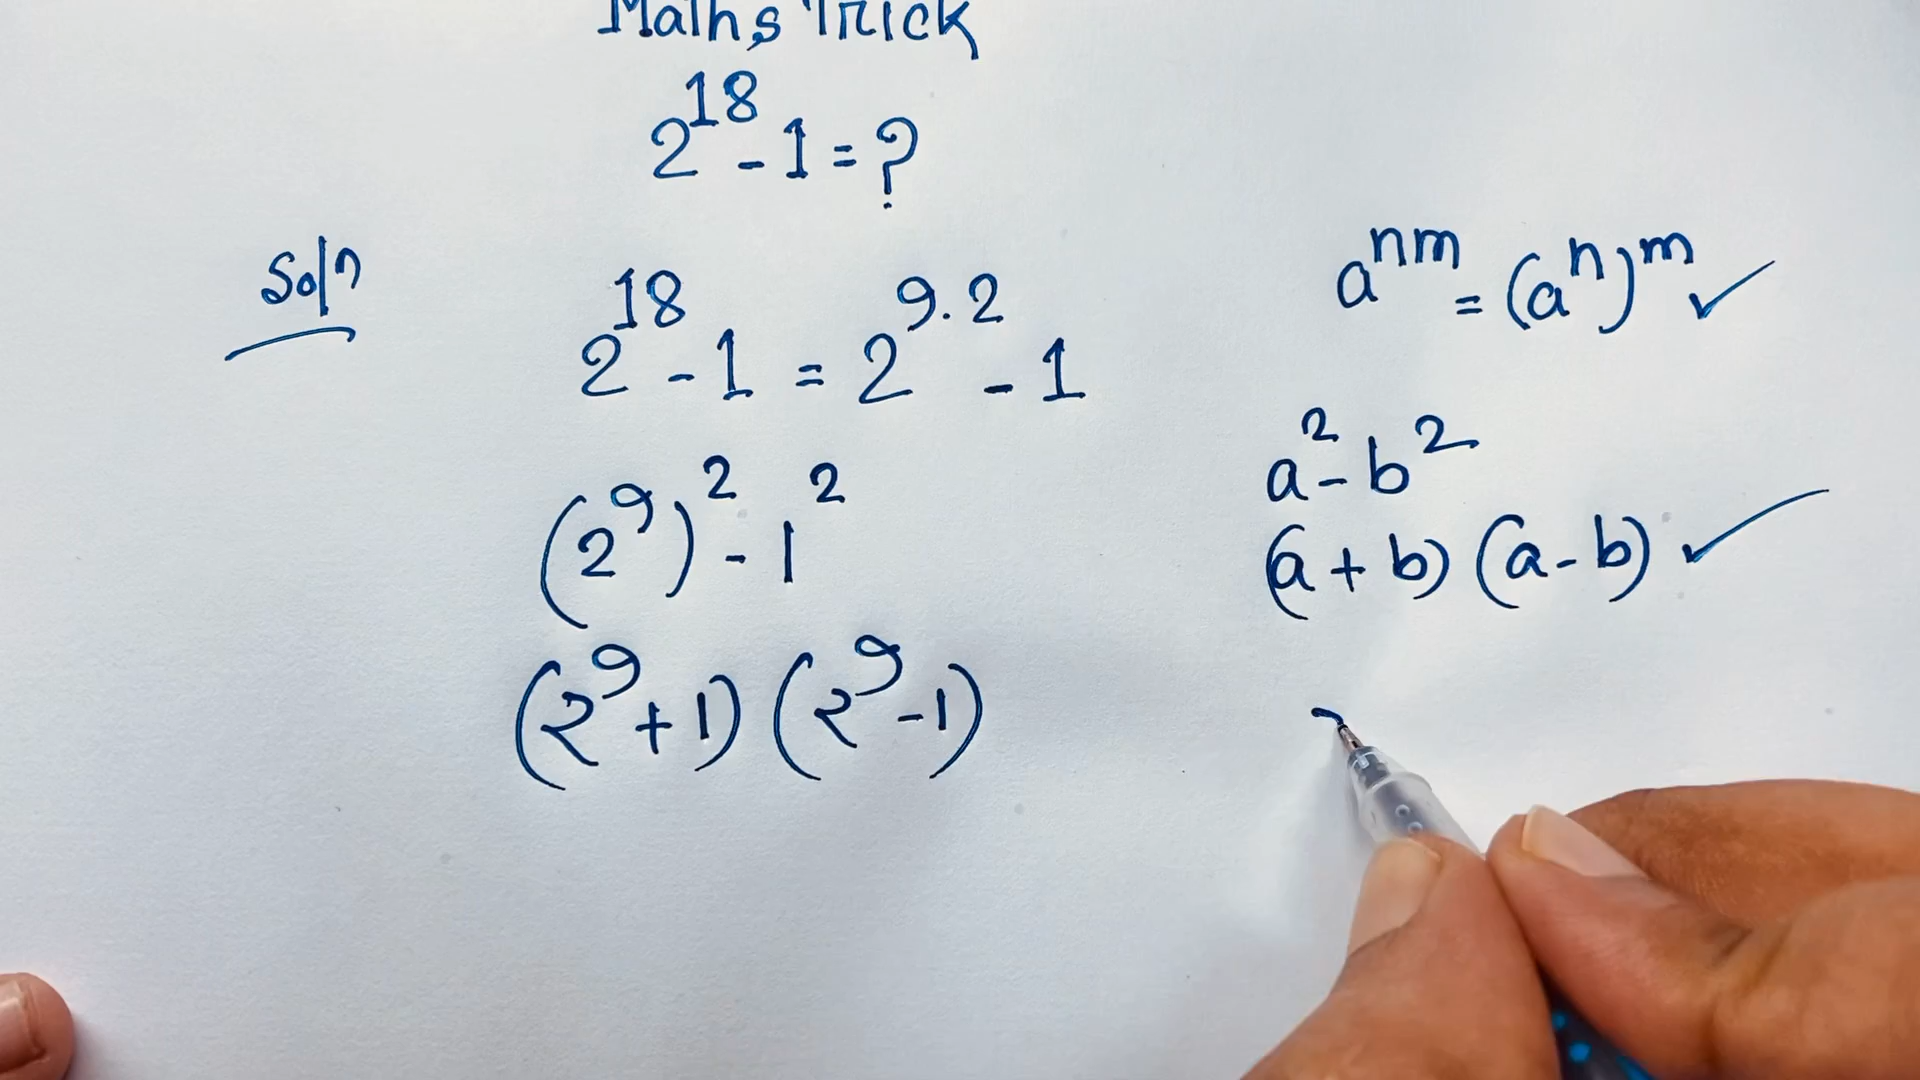 Maths Trick
2^18 - 1 = ?
Soln
2^18 - 1 = 2^9.2 - 1
(2^9)^2 - 1^2
(2^9 + 1) (2^9 - 1)
a^nm = (a^n)^m ✓
a^2 - b^2
(a + b) (a - b) ✓